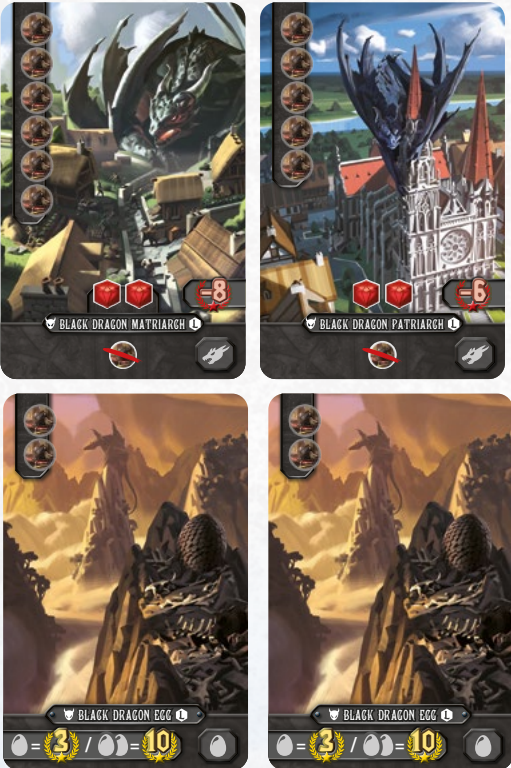 -8
BLACK DRAGON MATRIARCH L
-6
BLACK DRAGON PATRIARCH L
BLACK DRAGON EGG L
= 3 / = 10
BLACK DRAGON EGG L
= 3 / = 10